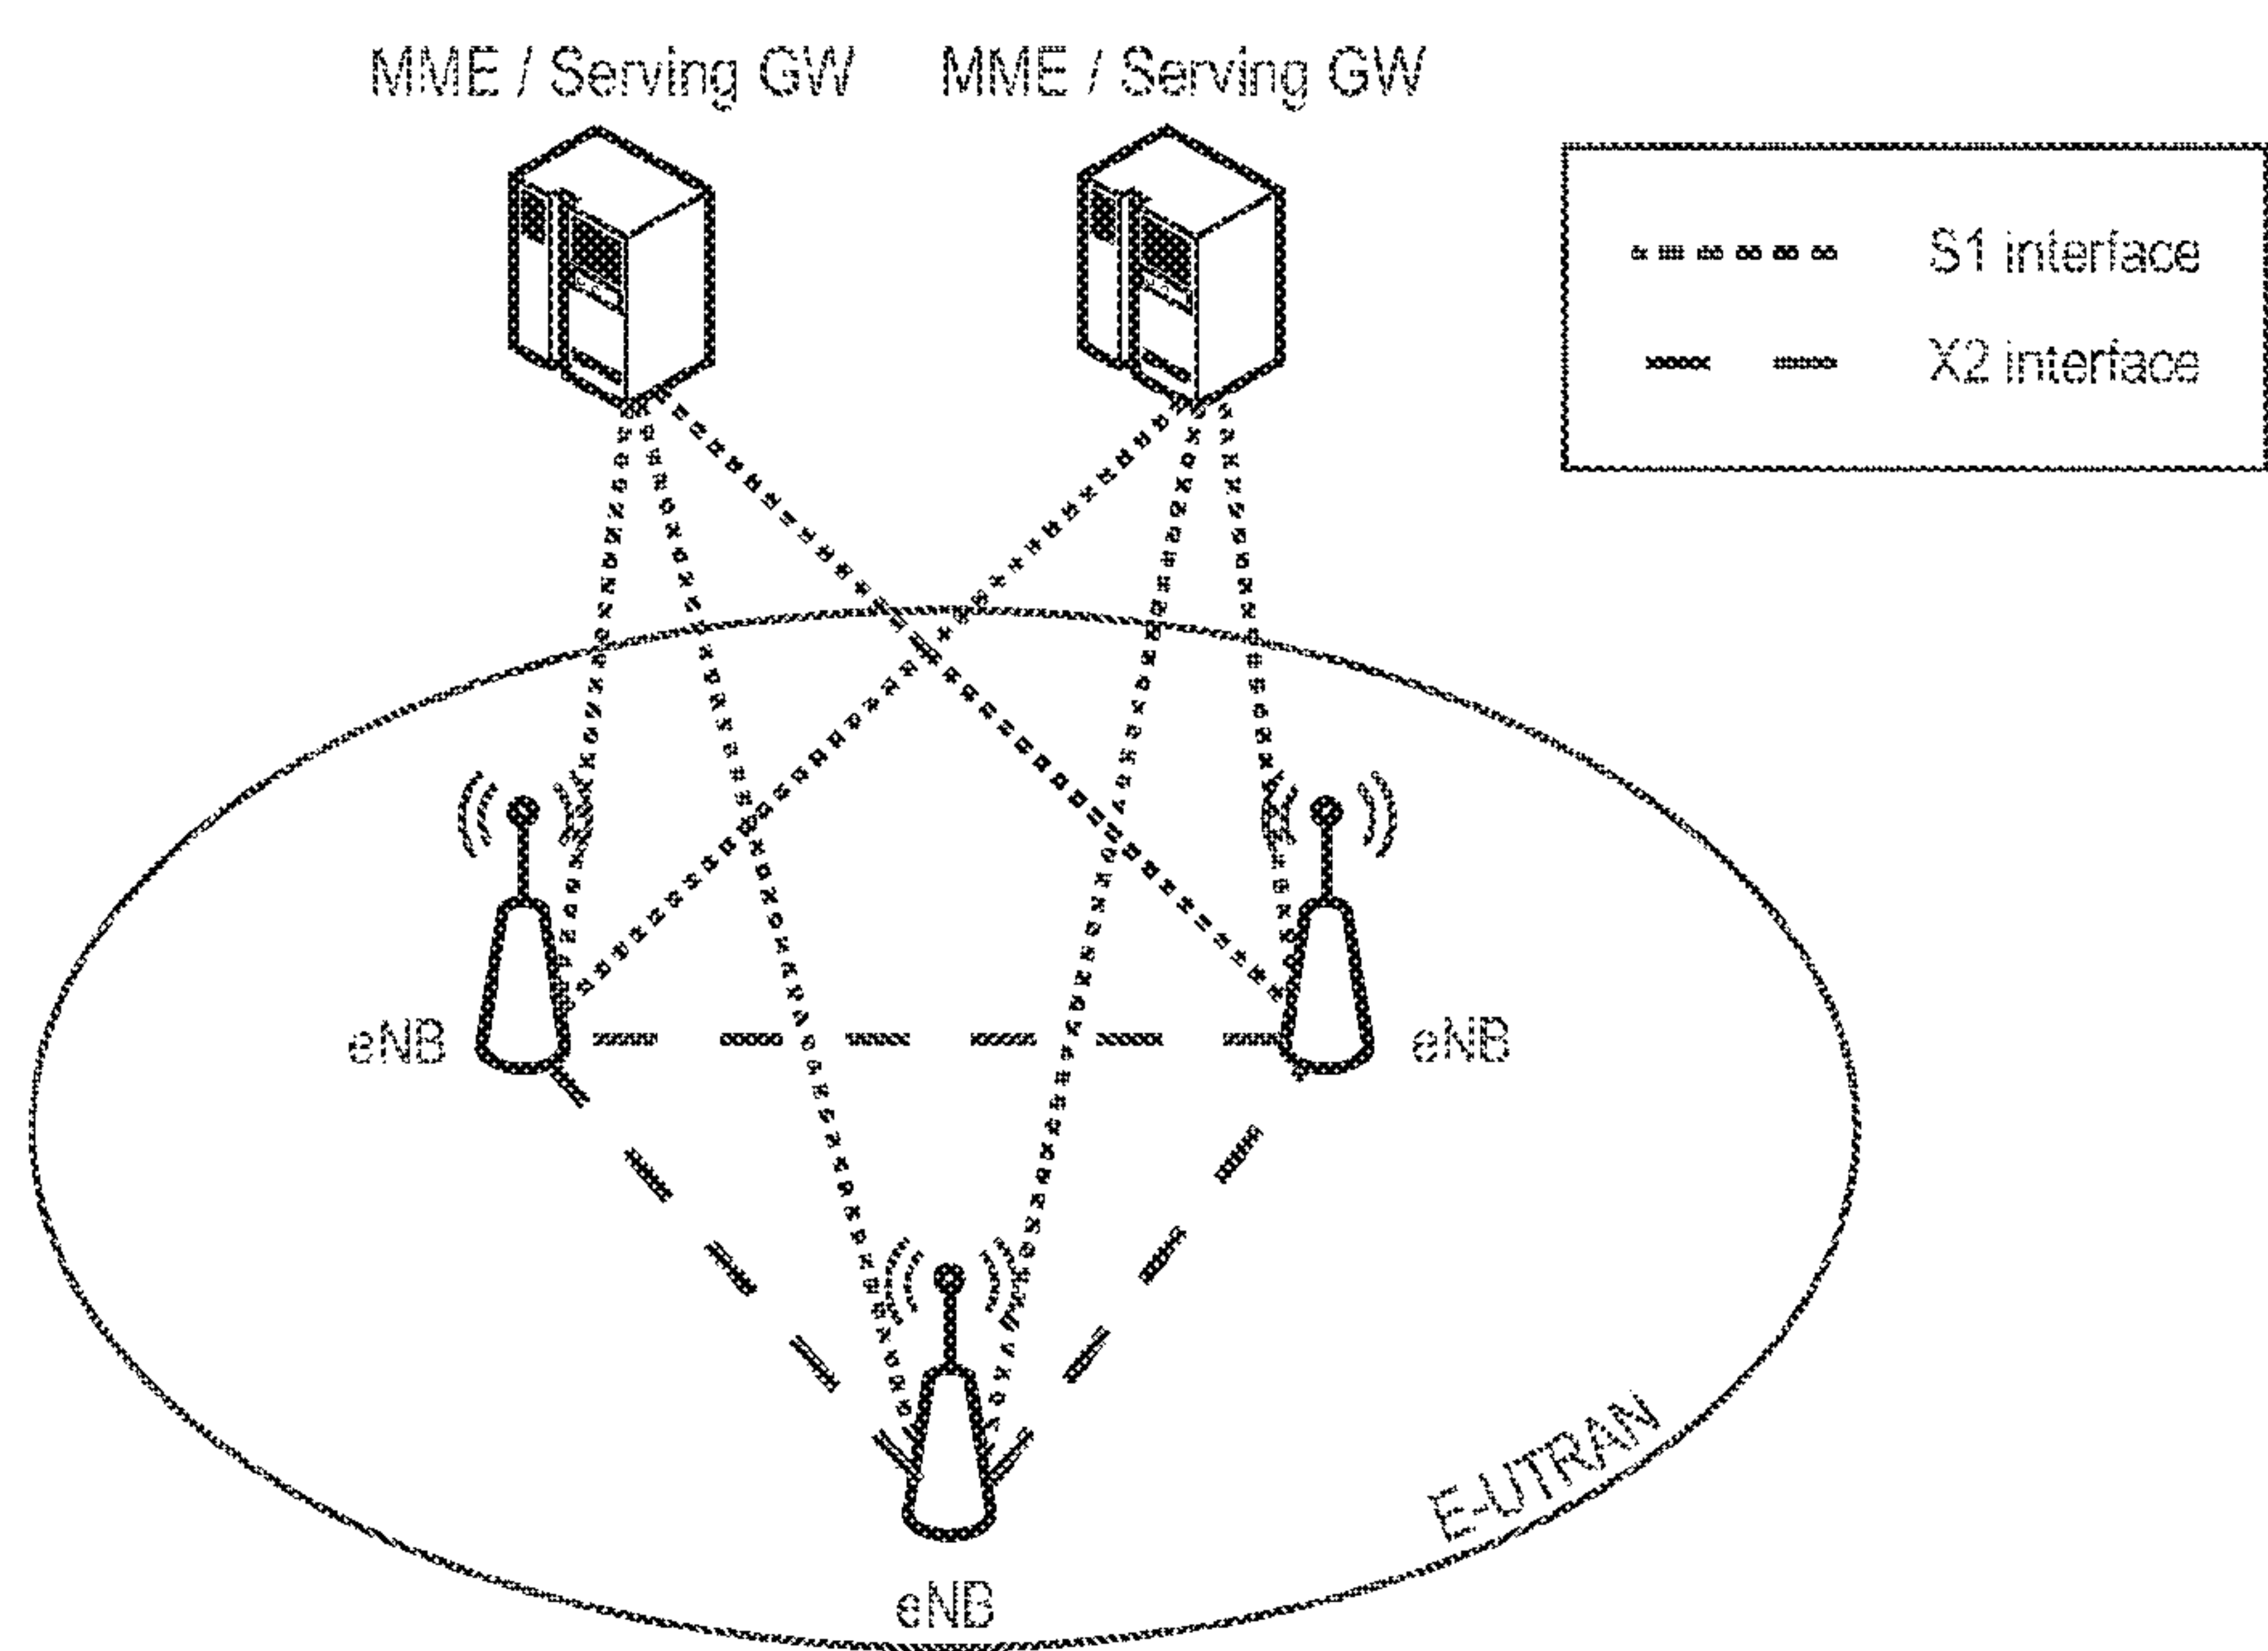 MME / Serving GW
MME / Serving GW
S1 interface
X2 interface
eNB
eNB
E-UTRAN
eNB